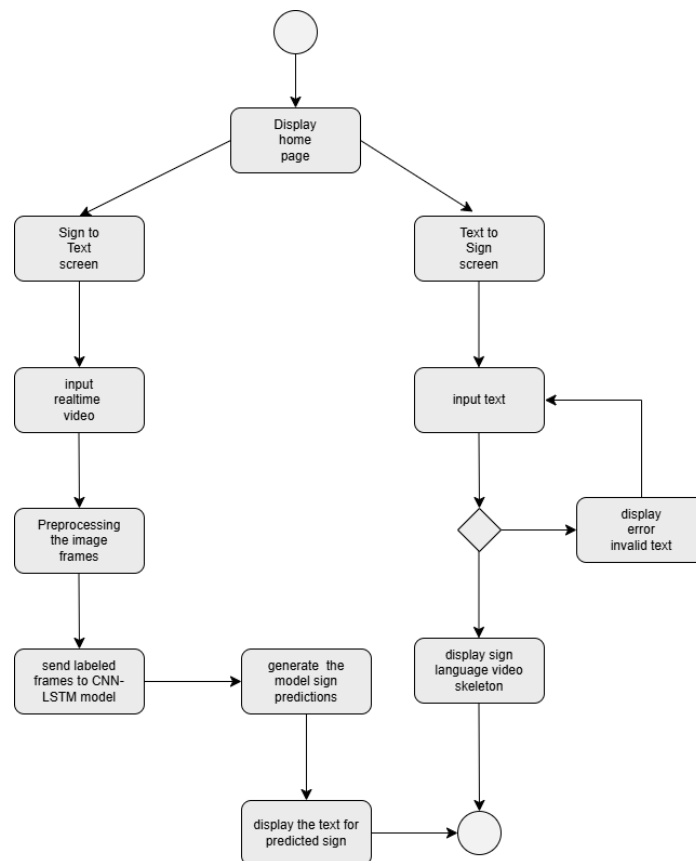 Display
home
page
Sign to
Text
screen
Text to
Sign
screen
input
realtime
video
input text
Preprocessing
the image
frames
display
error
invalid text
send labeled
frames to CNN-
LSTM model
generate the
model sign
predictions
display sign
language video
skeleton
display the text for
predicted sign